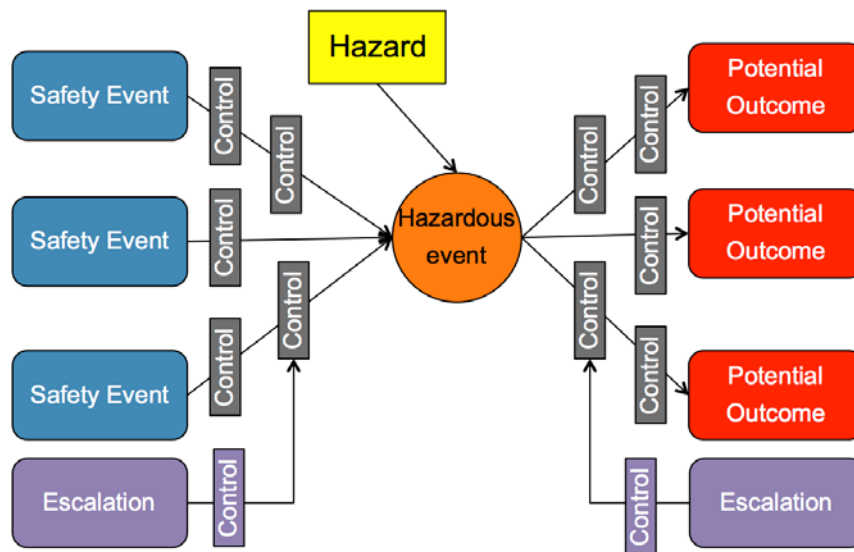 Hazard
Safety Event
Control
Control
Control
Control
Potential
Outcome
Safety Event
Control
Hazardous
event
Control
Potential
Outcome
Safety Event
Control
Control
Control
Control
Potential
Outcome
Escalation
Control
Control
Escalation